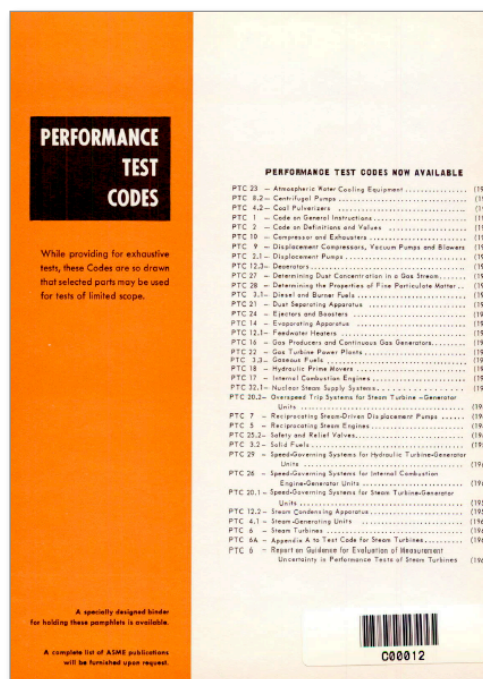 PERFORMANCE
TEST
CODES
While providing for exhaustive
tests, these Codes are so drawn
that selected parts may be used
for tests of limited scope.
A specially designed binder
for holding these pamphlets is available.
A complete list of ASME publications
will be furnished upon request.
PERFORMANCE TEST CODES NOW AVAILABLE
PTC 23 — Atmospheric Water Cooling Equipment
PTC 8.2— Centrifugal Pumps
PTC 4.2— Coal Pulverizers
PTC 1 — Code on General Instructions
PTC 2 — Code on Definitions and Values
PTC 10 — Compressor and Exhausters
PTC 9 — Displacement Compressors, Vacuum Pumps and Blowers
PTC Displacement Pumps
PTC 12.3— Deaerators
PTC 27 — Determining Dust Concentration in a Gas Stream
PTC 28 — Determining the Properties of Fine Particulate Matter
PTC 3.1— Diesel and Burner Fuels
PTC 21 — Dust Separating Apparatus
PTC 24 — Ejectors and Boosters
PTC 14 — Evaporating Apparatus
PTC 12.1— Feedwater Heaters
PTC 16 — Gas Producers and Continuous Gas Generators
PTC 22 — Gas Turbine Power Plants
PTC 3.3— Gaseous Fuels
PTC 18 — Hydraulic Prime Movers
PTC 17 — Internal Combustion Engines
PTC 32.1— Nuclear Steam Supply Systems
PTC 20.2— Overspeed Trip Systems for Steam Turbine -Generator
Units
PTC 7 — Reciprocating Steam-Driven Displacement Pumps
PTC 5 — Reciprocating Steam Engines
PTC 25.2— Safety and Relief Valves
PTC 3.2— Solid Fuels
PTC 29 — Speed-Governing Systems for Hydraulic Turbine-Generator
Units
PTC 26 — Speed-Governing Systems for Internal Combustion
Engine-Generator Units
PTC 20.1— Speed-Governing Systems for Steam Turbine-Generator
Units
PTC 12.2— Steam Condensing Apparatus
PTC 4.1— Steam-Generating Units
PTC 6 — Steam Turbines
PTC 6A— Appendix A to Test Code for Steam Turbines
PTC 6 — Report on Guidance for Evaluation of Measurement
Uncertainty in Performance Tests of Steam Turbines
C00012